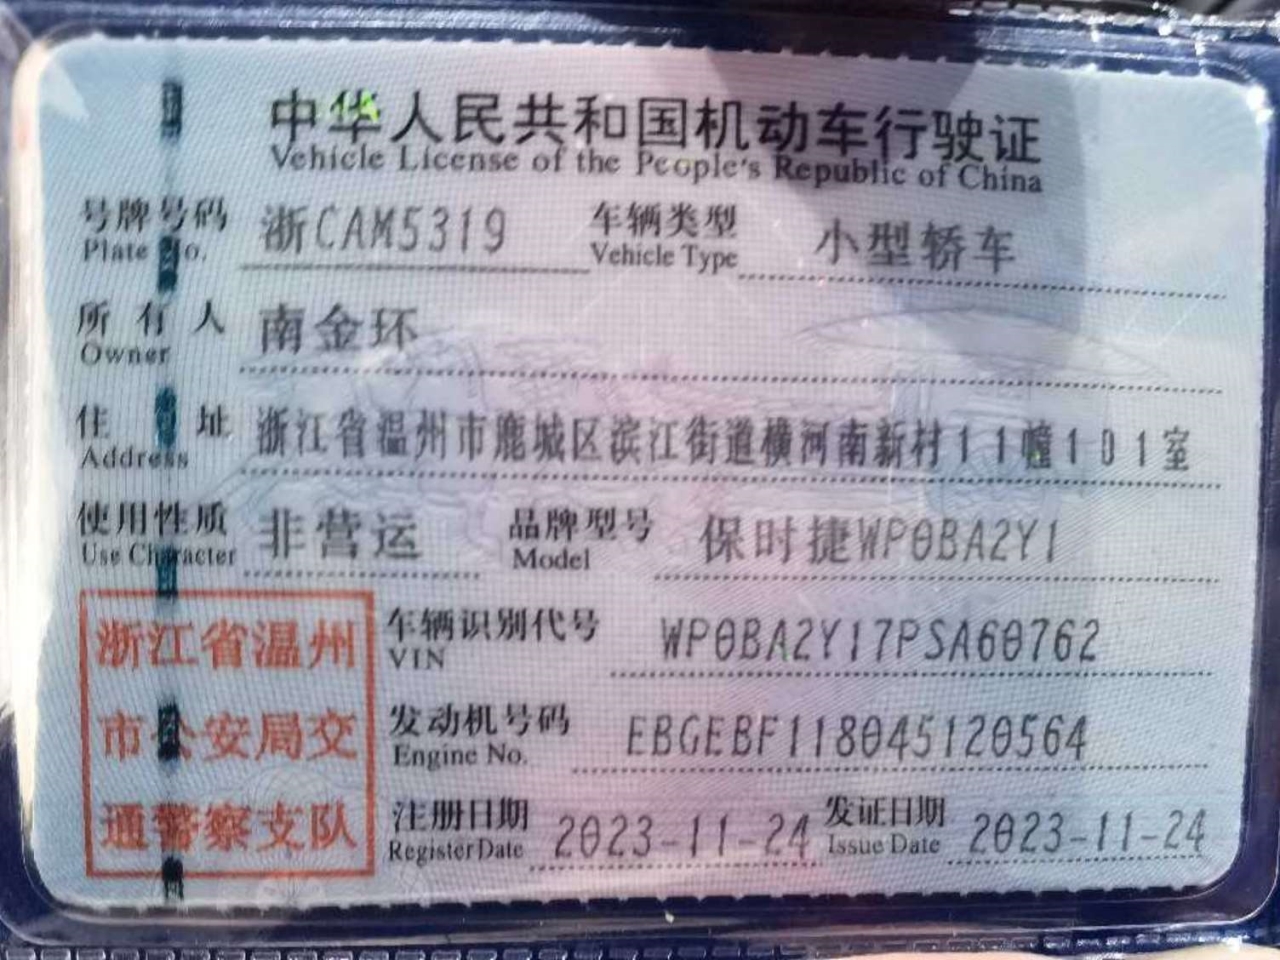 中华人民共和国机动车行驶证
Vehicle License of the People's Republic of China
号牌号码 浙CAM5319 车辆类型 小型轿车
Plate No. Vehicle Type
所有人 南金环
Owner
住址 浙江省温州市鹿城区滨江街道横河南新村11幢101室
Address
使用性质 非营运 品牌型号 保时捷WP0BA2Y1
Use Character Model
浙江省温州
市公安局交
通警察支队
车辆识别代号 WP0BA2Y17PSA60762
VIN
发动机号码 EBGEBF118045120564
Engine No.
注册日期 2023-11-24 发证日期 2023-11-24
Register Date Issue Date